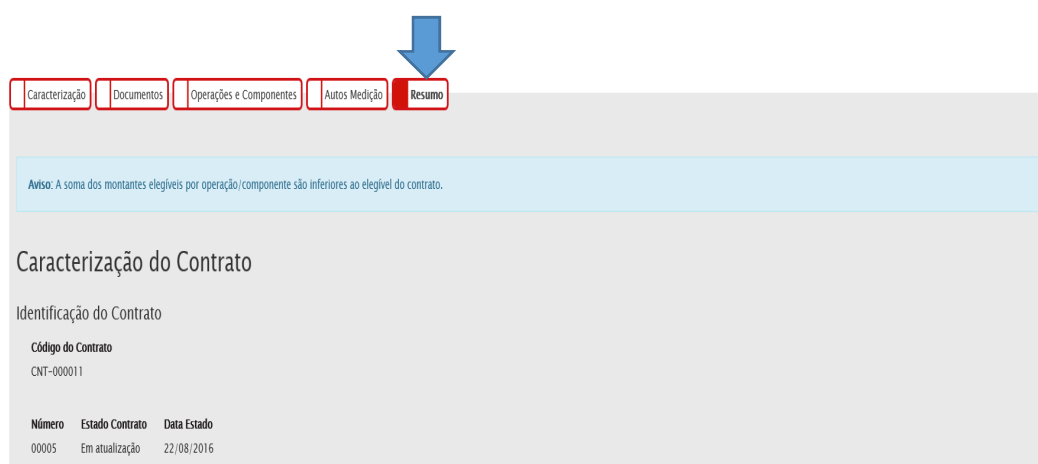 Caracterização Documentos Operações e Componentes Autos Medição Resumo
Aviso: A soma dos montantes elegíveis por operação/componente são inferiores ao elegível do contrato.
Caracterização do Contrato
Identificação do Contrato
Código do Contrato
CNT-000011
Número Estado Contrato Data Estado
00005 Em atualização 22/08/2016